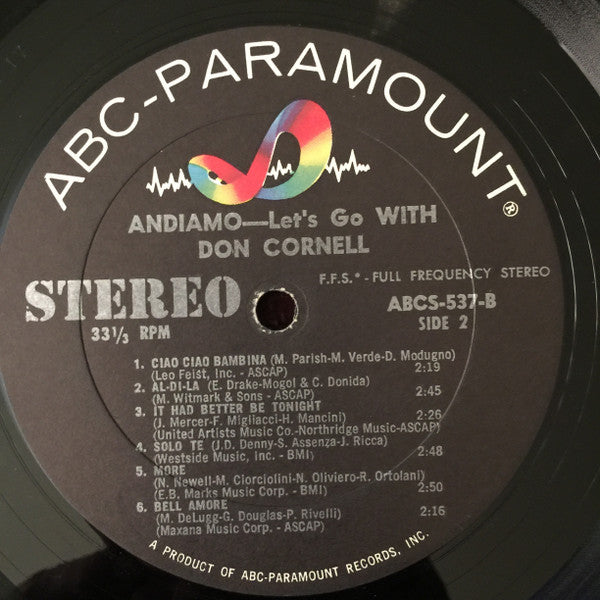 ABC-PARAMOUNT®
ANDIAMO—Let's Go WITH
DON CORNELL
F.F.S.* - FULL FREQUENCY STEREO
STEREO
33⅓ RPM
ABCS-537-B
SIDE 2
1. CIAO CIAO BAMBINA (M. Parish-M. Verde-D. Modugno)
(Leo Feist, Inc. - ASCAP) 2:19
2. AL-DI-LA (E. Drake-Mogol & C. Donida)
(M. Witmark & Sons - ASCAP) 2:45
3. IT HAD BETTER BE TONIGHT
(J. Mercer-F. Migliacci-H. Mancini) 2:26
(United Artists Music Co.-Northridge Music-ASCAP)
4. SOLO TE (J.D. Denny-S. Assenza-J. Ricca)
(Westside Music, Inc. - BMI) 2:48
5. MORE
(N. Newell-M. Ciorciolini-N. Oliviero-R. Ortolani)
(E.B. Marks Music Corp. - BMI) 2:50
6. BELL AMORE
(M. DeLugg-G. Douglas-P. Rivelli) 2:16
(Maxana Music Corp. - ASCAP)
A PRODUCT OF ABC-PARAMOUNT RECORDS, INC.